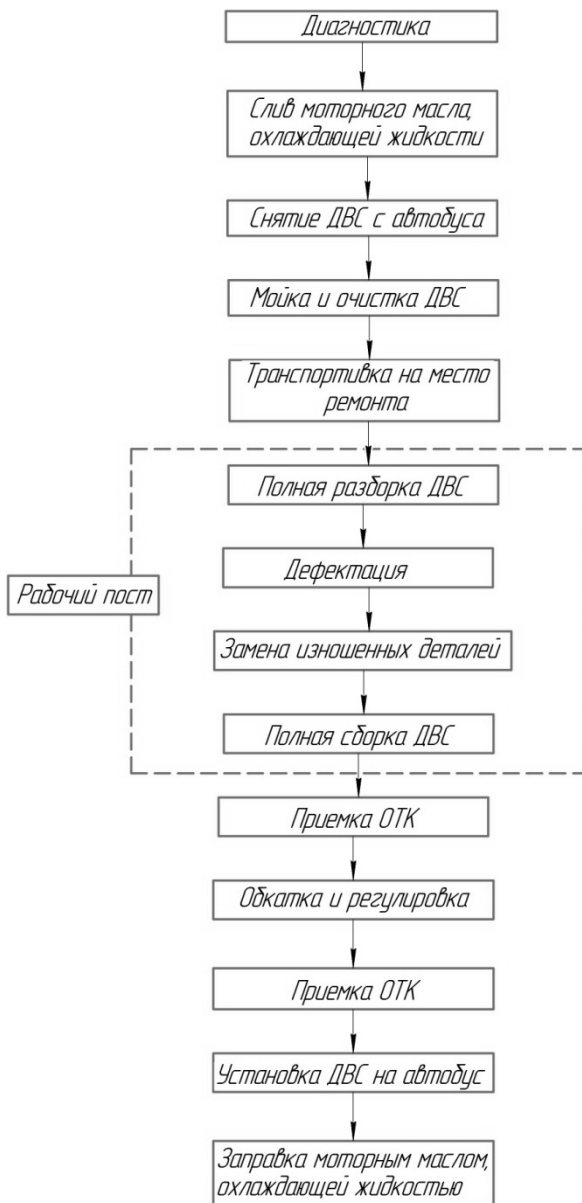 Диагностика
Слив моторного масла,
охлаждающей жидкости
Снятие ДВС с автобуса
Мойка и очистка ДВС
Транспортивка на место
ремонта
Полная разборка ДВС
Дефектация
Рабочий пост
Замена изношенных деталей
Полная сборка ДВС
Приемка ОТК
Обкатка и регулировка
Приемка ОТК
Установка ДВС на автобус
Заправка моторным маслом,
охлаждающей жидкостью